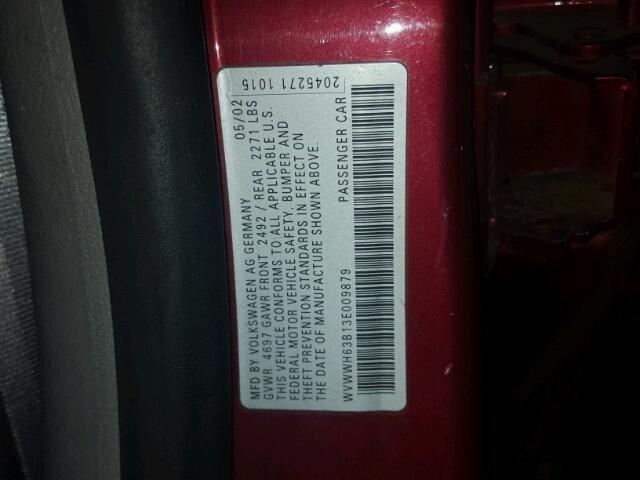 MFD BY VOLKSWAGEN AG GERMANY 05/02
GVWR 4697 GAWR FRONT 2492 / REAR 2271 LBS
THIS VEHICLE CONFORMS TO ALL APPLICABLE U.S.
FEDERAL MOTOR VEHICLE SAFETY, BUMPER AND
THEFT PREVENTION STANDARDS IN EFFECT ON
THE DATE OF MANUFACTURE SHOWN ABOVE.
WVWWH63B13E009879 PASSENGER CAR
2045271 1015